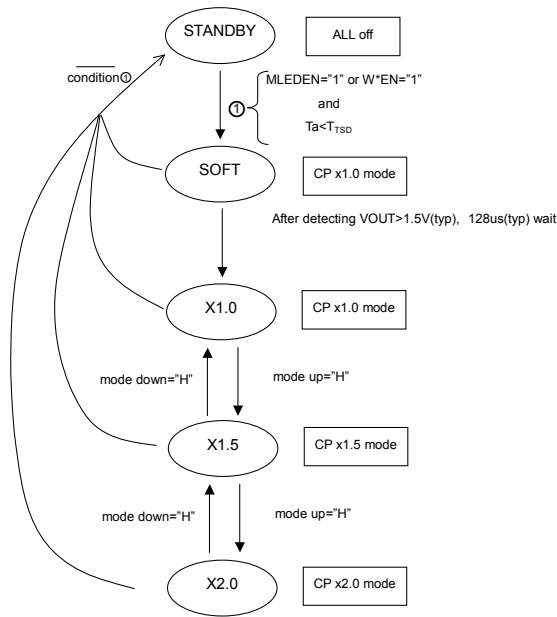 STANDBY
ALL off
condition①
①
MLEDEN="1" or W*EN="1"
and
Ta<TTSD
SOFT
CP x1.0 mode
After detecting VOUT>1.5V(typp), 128us(typ) wait
X1.0
CP x1.0 mode
mode down="H"
mode up="H"
X1.5
CP x1.5 mode
mode down="H"
mode up="H"
X2.0
CP x2.0 mode